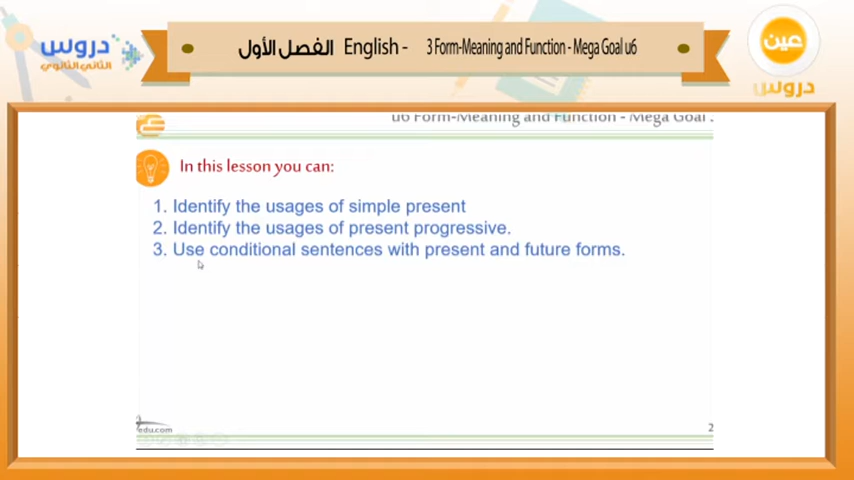 دروس
الثاني الثانوي
3 Form-Meaning and Function - Mega Goal u6 English - الفصل الأول
عين
دروس
u6 Form-Meaning and Function - Mega Goal 3
In this lesson you can:
1. Identify the usages of simple present
2. Identify the usages of present progressive.
3. Use conditional sentences with present and future forms.
edu.com
2